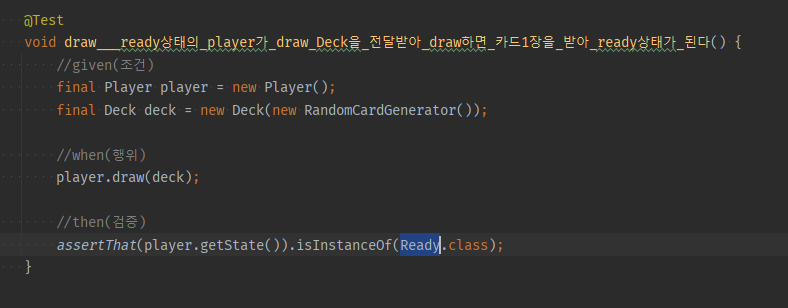 @Test
void draw___ready상태의_player가_draw_Deck을_전달받아_draw하면_카드1장을_받아_ready상태가_된다() {
//given(조건)
final Player player = new Player();
final Deck deck = new Deck(new RandomCardGenerator());
//when(행위)
player.draw(deck);
//then(검증)
assertThat(player.getState()).isInstanceOf(Ready.class);
}